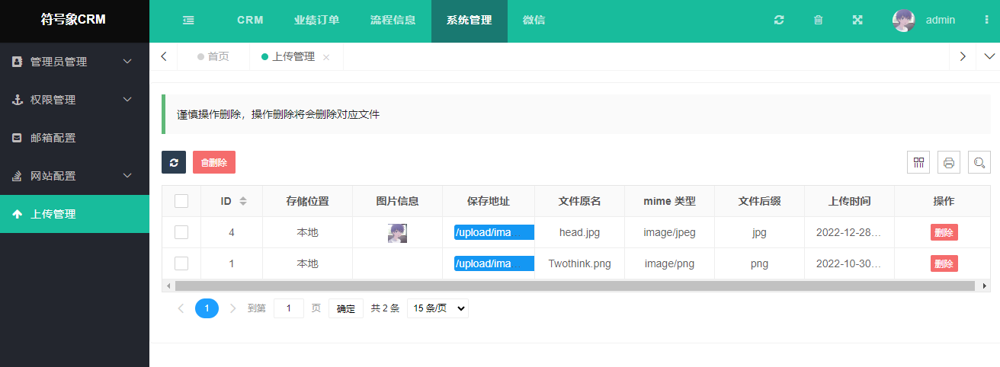 符号象CRM CRM 业绩订单 流程信息 系统管理 微信 admin
管理员管理
权限管理
邮箱配置
网站配置
上传管理
首页 上传管理
谨慎操作删除，操作删除将会删除对应文件
删除
ID 存储位置 图片信息 保存地址 文件原名 mime 类型 文件后缀 上传时间 操作
4 本地 /upload/ima... head.jpg image/jpeg jpg 2022-12-28... 删除
1 本地 /upload/ima... Twothink.png image/png png 2022-10-30... 删除
1 到第 1 页 确定 共 2 条 15 条/页